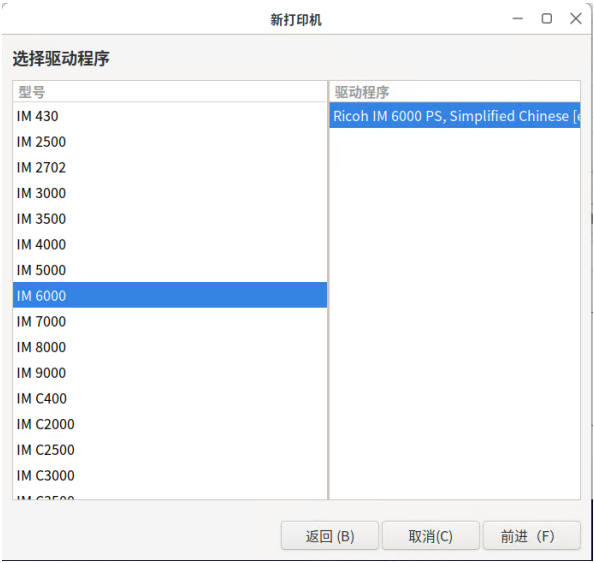 新打印机
选择驱动程序
型号
驱动程序
IM 430
Ricoh IM 6000 PS, Simplified Chinese [
IM 2500
IM 2702
IM 3000
IM 3500
IM 4000
IM 5000
IM 6000
IM 7000
IM 8000
IM 9000
IM C400
IM C2000
IM C2500
IM C3000
返回 (B)
取消(C)
前进（F）